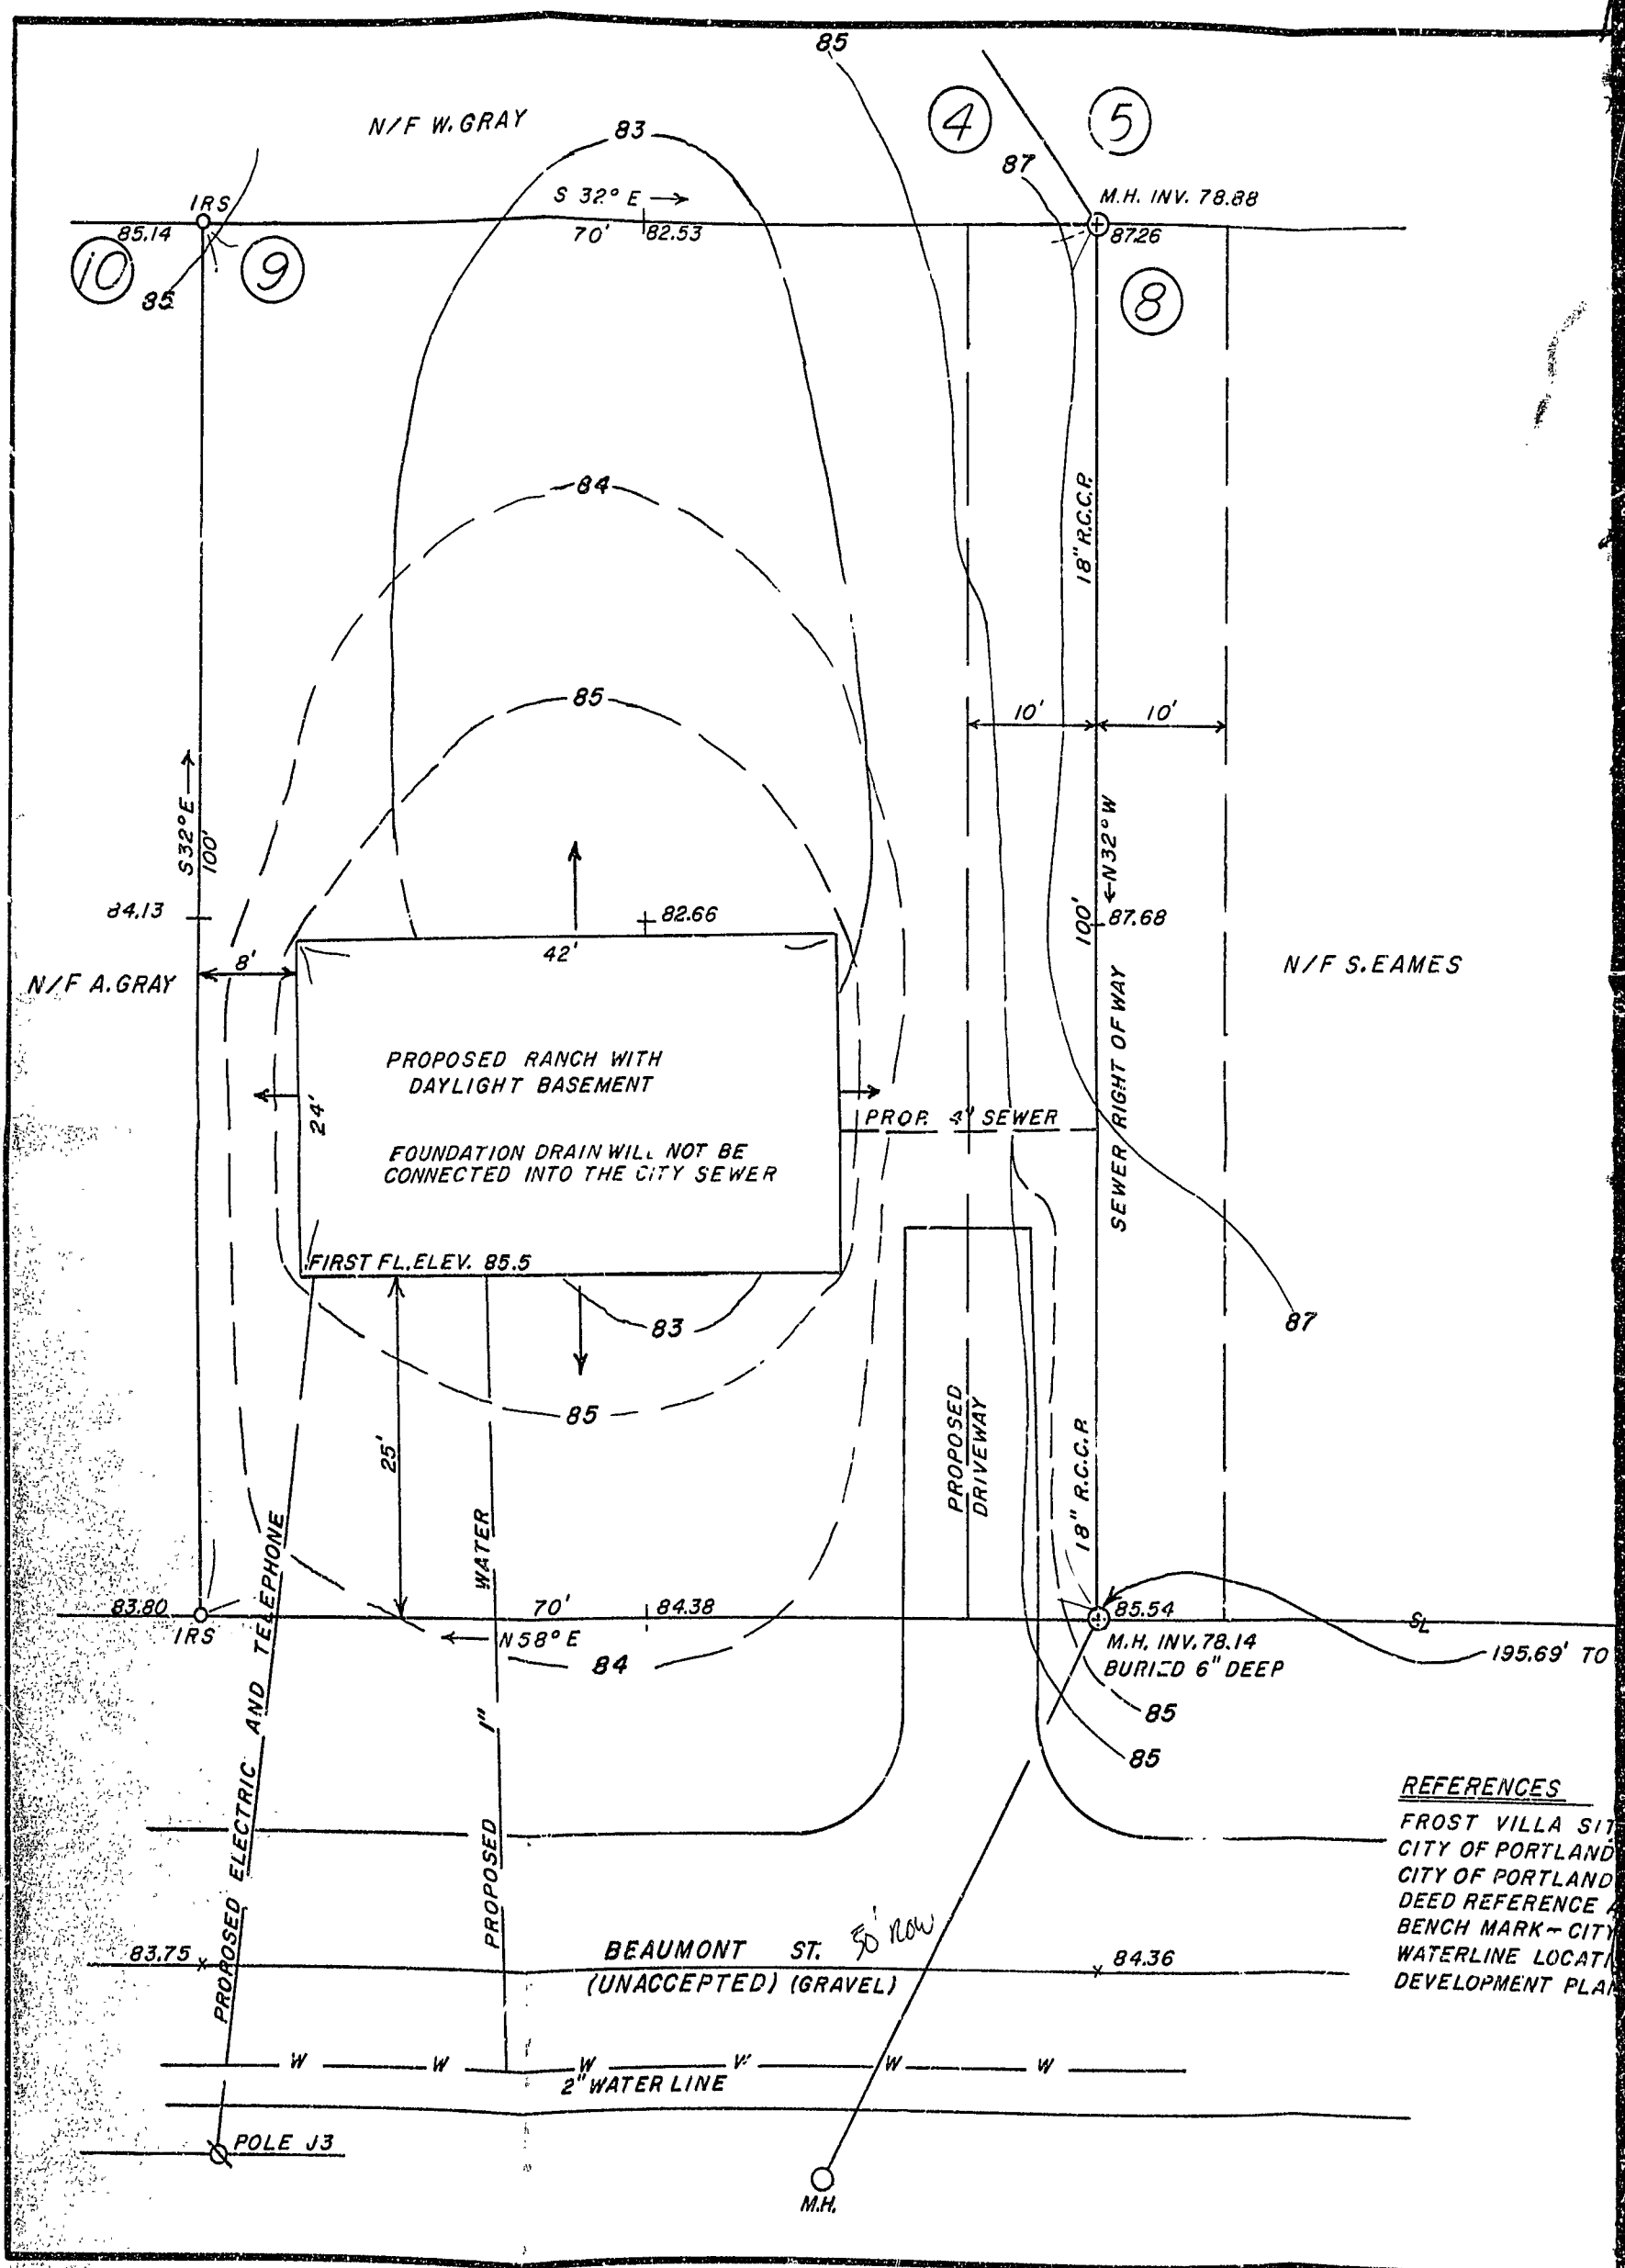 85
N/F W. GRAY
83
4
5
87
IRS
S 32° E →
M.H. INV. 78.88
85.14
70'
82.53
87.26
10
9
85
8
84
18" R.C.C.P.
85
10'
10'
S32°E →
100'
← N32°W
100'
84.13
82.66
87.68
42'
8'
N/F A. GRAY
N/F S. EAMES
PROPOSED RANCH WITH
DAYLIGHT BASEMENT
24'
PROP. 4" SEWER
FOUNDATION DRAIN WILL NOT BE
CONNECTED INTO THE CITY SEWER
SEWER RIGHT OF WAY
FIRST FL. ELEV. 85.5
83
87
85
25'
PROPOSED
DRIVEWAY
18" R.C.C.P.
83.80
IRS
70'
84.38
85.54
← N58°E
84
M.H. INV. 78.14
BURIED 6" DEEP
195.69' TO
85
85
PROPOSED ELECTRIC AND TELEPHONE
PROPOSED 1" WATER
REFERENCES
FROST VILLA SIT
CITY OF PORTLAND
CITY OF PORTLAND
DEED REFERENCE
BENCH MARK - CITY
WATERLINE LOCATI
DEVELOPMENT PLAN
83.75
BEAUMONT ST. 50' ROW
(UNACCEPTED) (GRAVEL)
84.36
W W W W W W
2" WATER LINE
POLE J3
M.H.